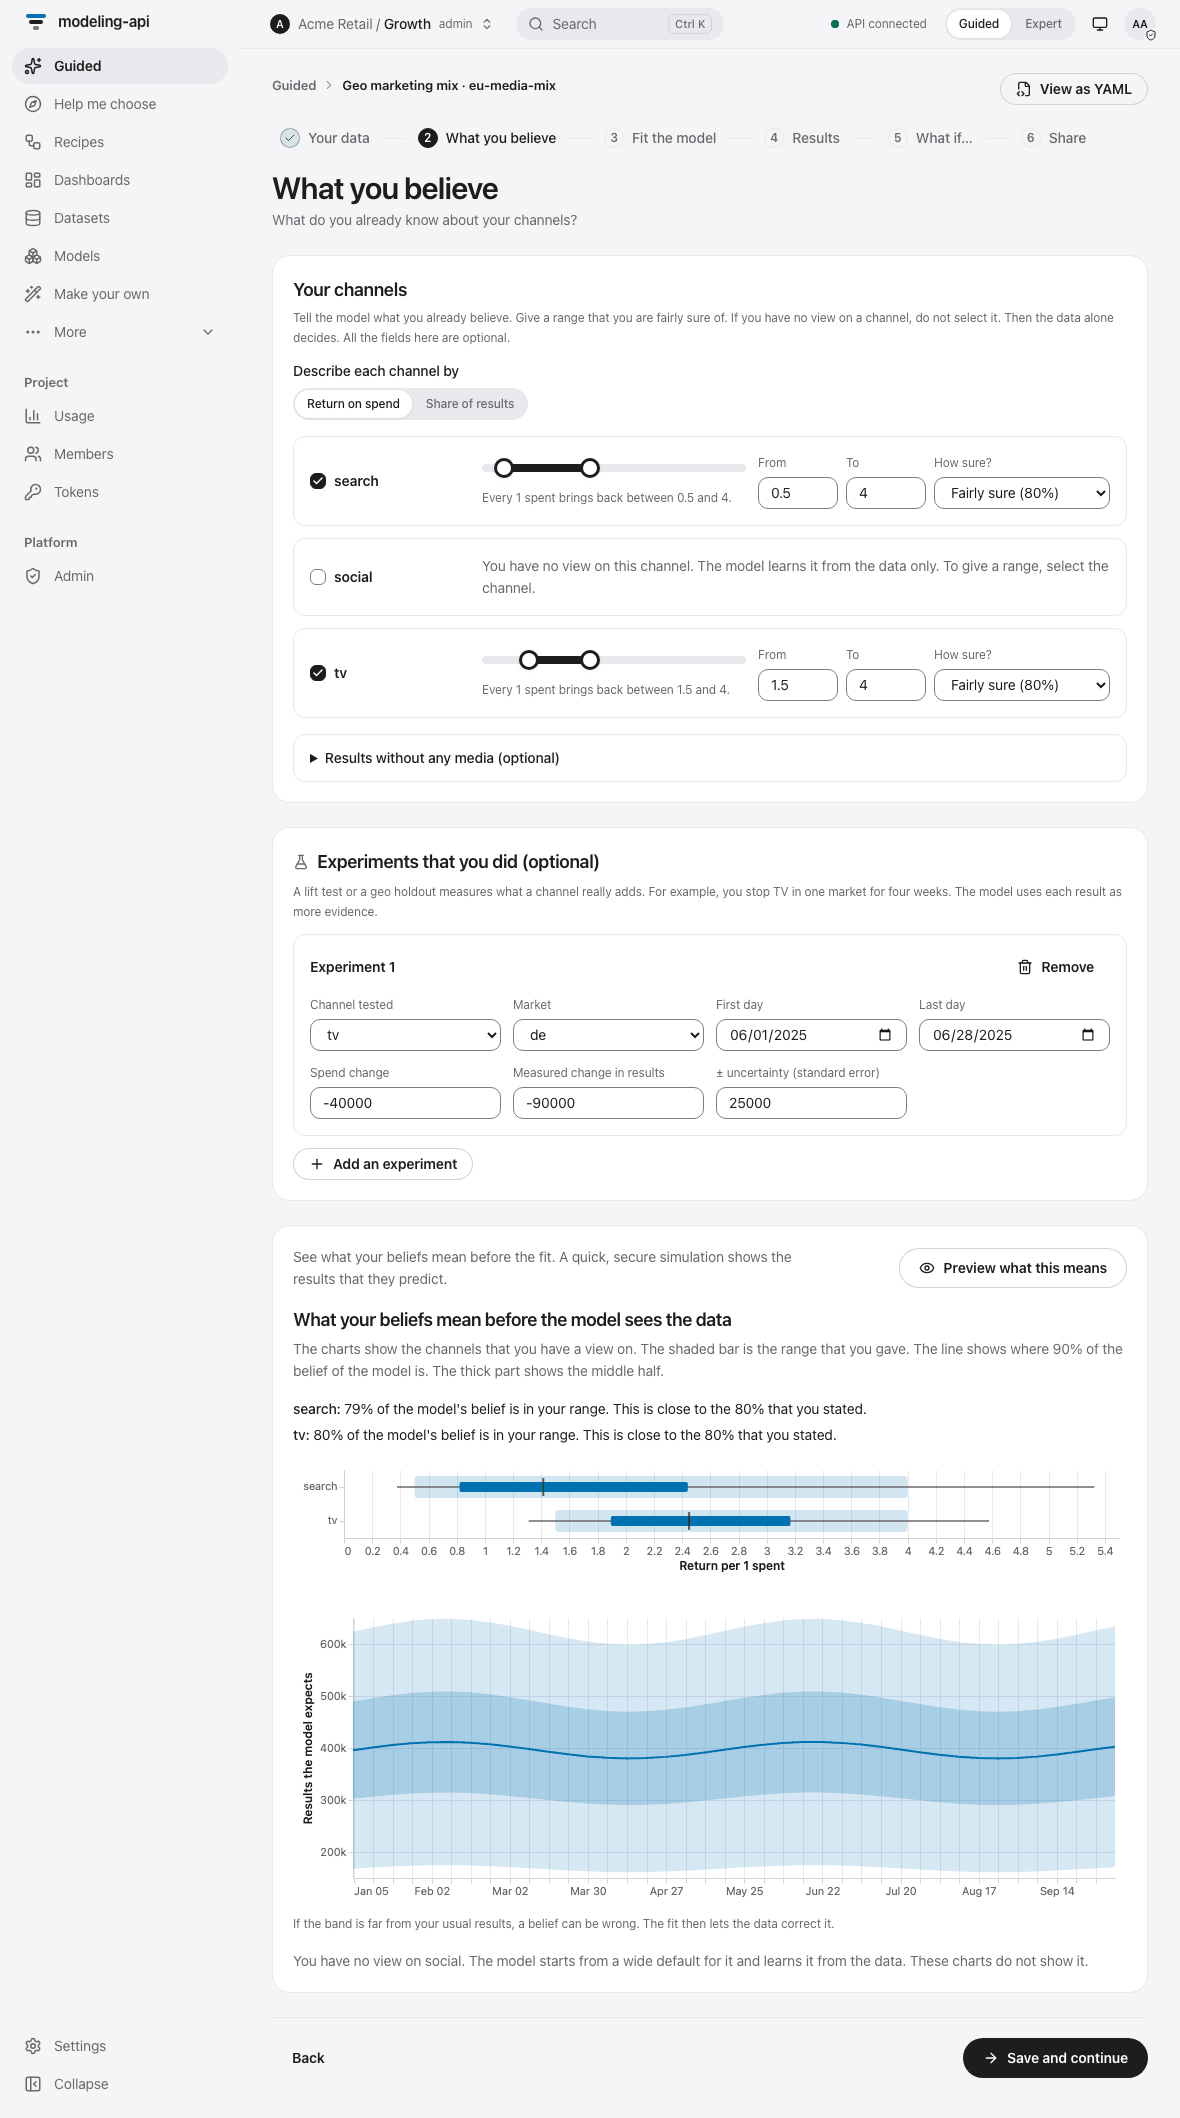 modeling-api
A Acme Retail / Growth admin
Search Ctrl K
API connected
Guided Expert
AA
Guided
Help me choose
Recipes
Dashboards
Datasets
Models
Make your own
More
Project
Usage
Members
Tokens
Platform
Admin
Settings
Collapse
Guided > Geo marketing mix · eu-media-mix
View as YAML
Your data
2 What you believe
3 Fit the model
4 Results
5 What if...
6 Share
What you believe
What do you already know about your channels?
Your channels
Tell the model what you already believe. Give a range that you are fairly sure of. If you have no view on a channel, do not select it. Then the data alone
decides. All the fields here are optional.
Describe each channel by
Return on spend Share of results
search
Every 1 spent brings back between 0.5 and 4.
From To How sure?
0.5 4 Fairly sure (80%)
social
You have no view on this channel. The model learns it from the data only. To give a range, select the
channel.
tv
Every 1 spent brings back between 1.5 and 4.
From To How sure?
1.5 4 Fairly sure (80%)
Results without any media (optional)
Experiments that you did (optional)
A lift test or a geo holdout measures what a channel really adds. For example, you stop TV in one market for four weeks. The model uses each result as
more evidence.
Experiment 1
Remove
Channel tested Market First day Last day
tv de 06/01/2025 06/28/2025
Spend change Measured change in results ± uncertainty (standard error)
-40000 -90000 25000
Add an experiment
See what your beliefs mean before the fit. A quick, secure simulation shows the
results that they predict.
Preview what this means
What your beliefs mean before the model sees the data
The charts show the channels that you have a view on. The shaded bar is the range that you gave. The line shows where 90% of the
belief of the model is. The thick part shows the middle half.
search: 79% of the model's belief is in your range. This is close to the 80% that you stated.
tv: 80% of the model's belief is in your range. This is close to the 80% that you stated.
search
tv
0 0.2 0.4 0.6 0.8 1 1.2 1.4 1.6 1.8 2 2.2 2.4 2.6 2.8 3 3.2 3.4 3.6 3.8 4 4.2 4.4 4.6 4.8 5 5.2 5.4
Return per 1 spent
Results the model expects
600k
500k
400k
300k
200k
Jan 05 Feb 02 Mar 02 Mar 30 Apr 27 May 25 Jun 22 Jul 20 Aug 17 Sep 14
If the band is far from your usual results, a belief can be wrong. The fit then lets the data correct it.
You have no view on social. The model starts from a wide default for it and learns it from the data. These charts do not show it.
Back
Save and continue